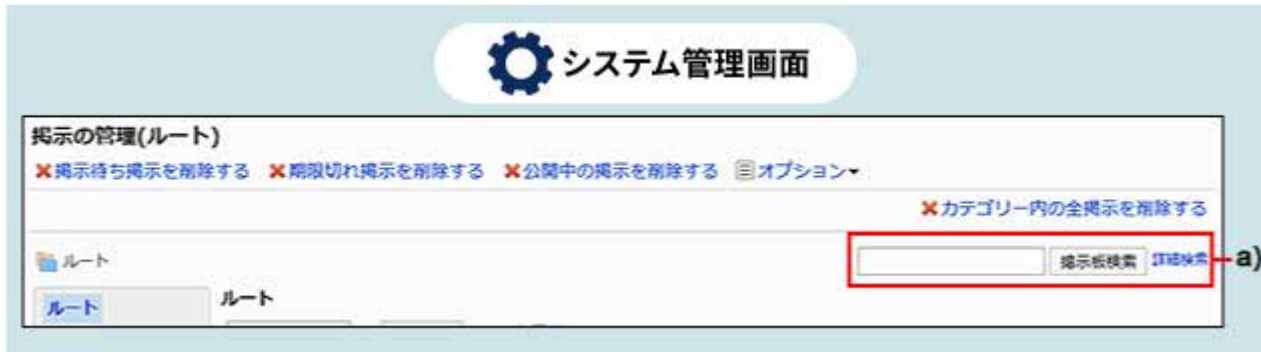 システム管理画面
掲示の管理(ルート)
掲示待ち掲示を削除する 期限切れ掲示を削除する 公開中の掲示を削除する オプション
カテゴリー内の全掲示を削除する
ルート 掲示板検索 詳細検索 a)
ルート ルート